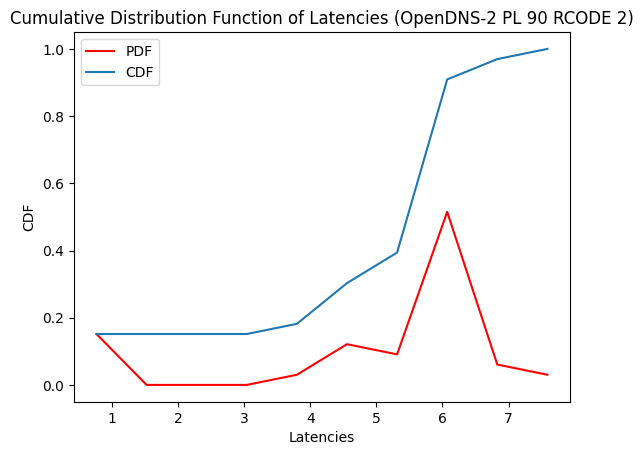 Cumulative Distribution Function of Latencies (OpenDNS-2 PL 90 RCODE 2)
PDF
CDF
1.0
0.8
0.6
0.4
0.2
0.0
CDF
1 2 3 4 5 6 7
Latencies